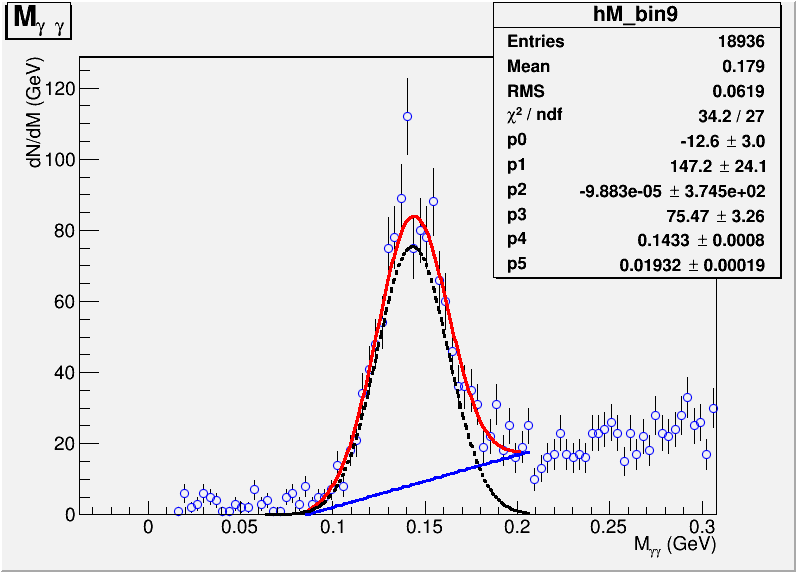 M γ γ
hM_bin9
Entries 18936
Mean 0.179
RMS 0.0619
χ² / ndf 34.2 / 27
p0 -12.6 ± 3.0
p1 147.2 ± 24.1
p2 -9.883e-05 ± 3.745e+02
p3 75.47 ± 3.26
p4 0.1433 ± 0.0008
p5 0.01932 ± 0.00019
dN/dM (GeV)
120
100
80
60
40
20
0
0 0.05 0.1 0.15 0.2 0.25 0.3
Mγγ (GeV)